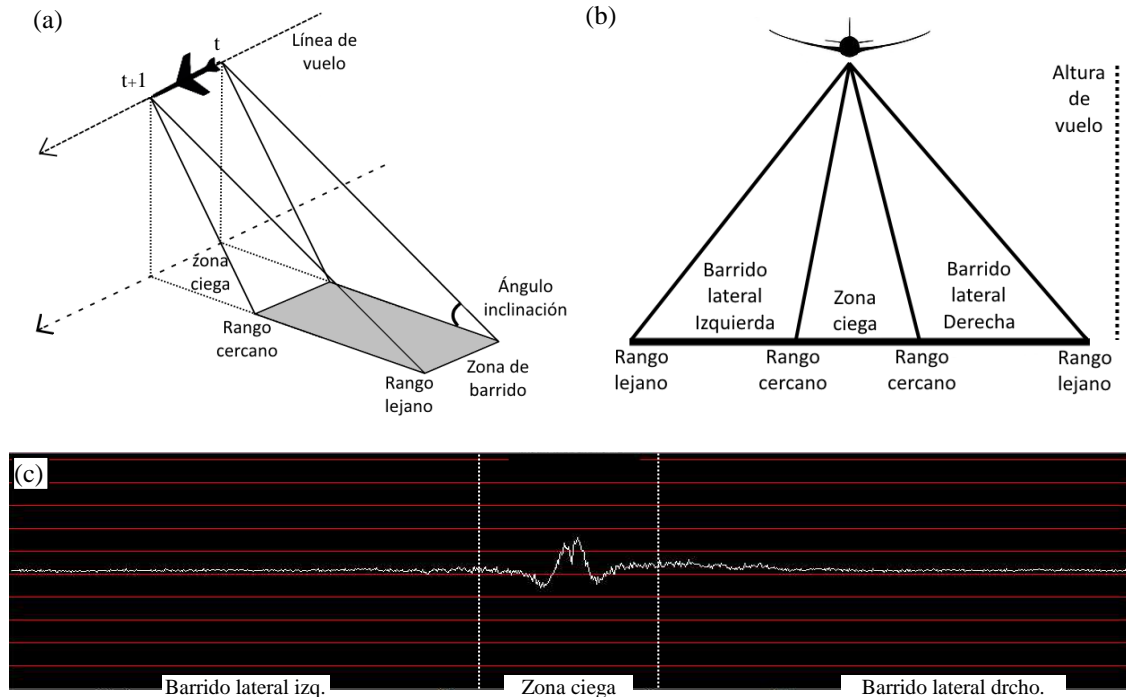 (a)
t
t+1
Línea de
vuelo
zona
ciega
Ángulo
inclinación
Rango
cercano
Zona de
barrido
Rango
lejano
(b)
Altura
de
vuelo
Barrido
lateral
Izquierda
Zona
ciega
Barrido
lateral
Derecha
Rango
lejano
Rango
cercano
Rango
cercano
Rango
lejano
(c)
Barrido lateral izq.
Zona ciega
Barrido lateral drcho.